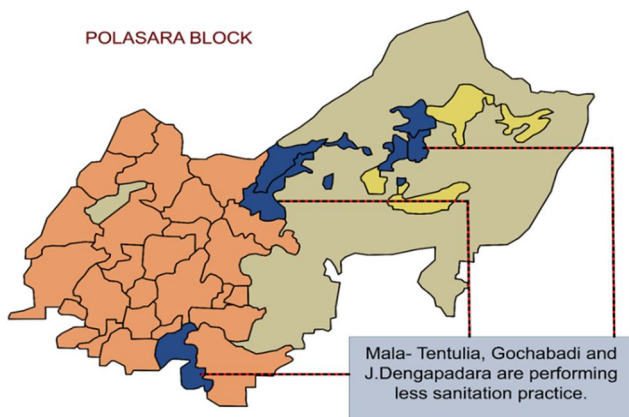 POLASARA BLOCK
Mala- Tentulia, Gochabadi and
J.Dengapadara are performing
less sanitation practice.